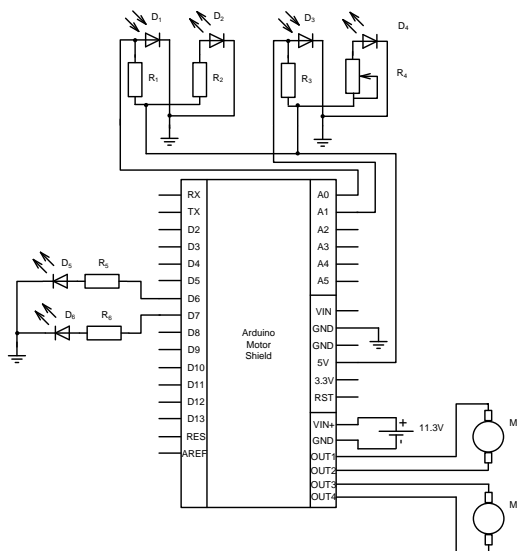 D1
D2
D3
D4
R1
R2
R3
R4
RX
TX
D2
D3
D4
D5
D6
D7
D8
D9
D10
D11
D12
D13
RES
AREF
Arduino
Motor
Shield
A0
A1
A2
A3
A4
A5
VIN
GND
GND
5V
3.3V
RST
VIN+
GND
OUT1
OUT2
OUT3
OUT4
D5
R5
D6
R6
+
11.3V
-
M
M